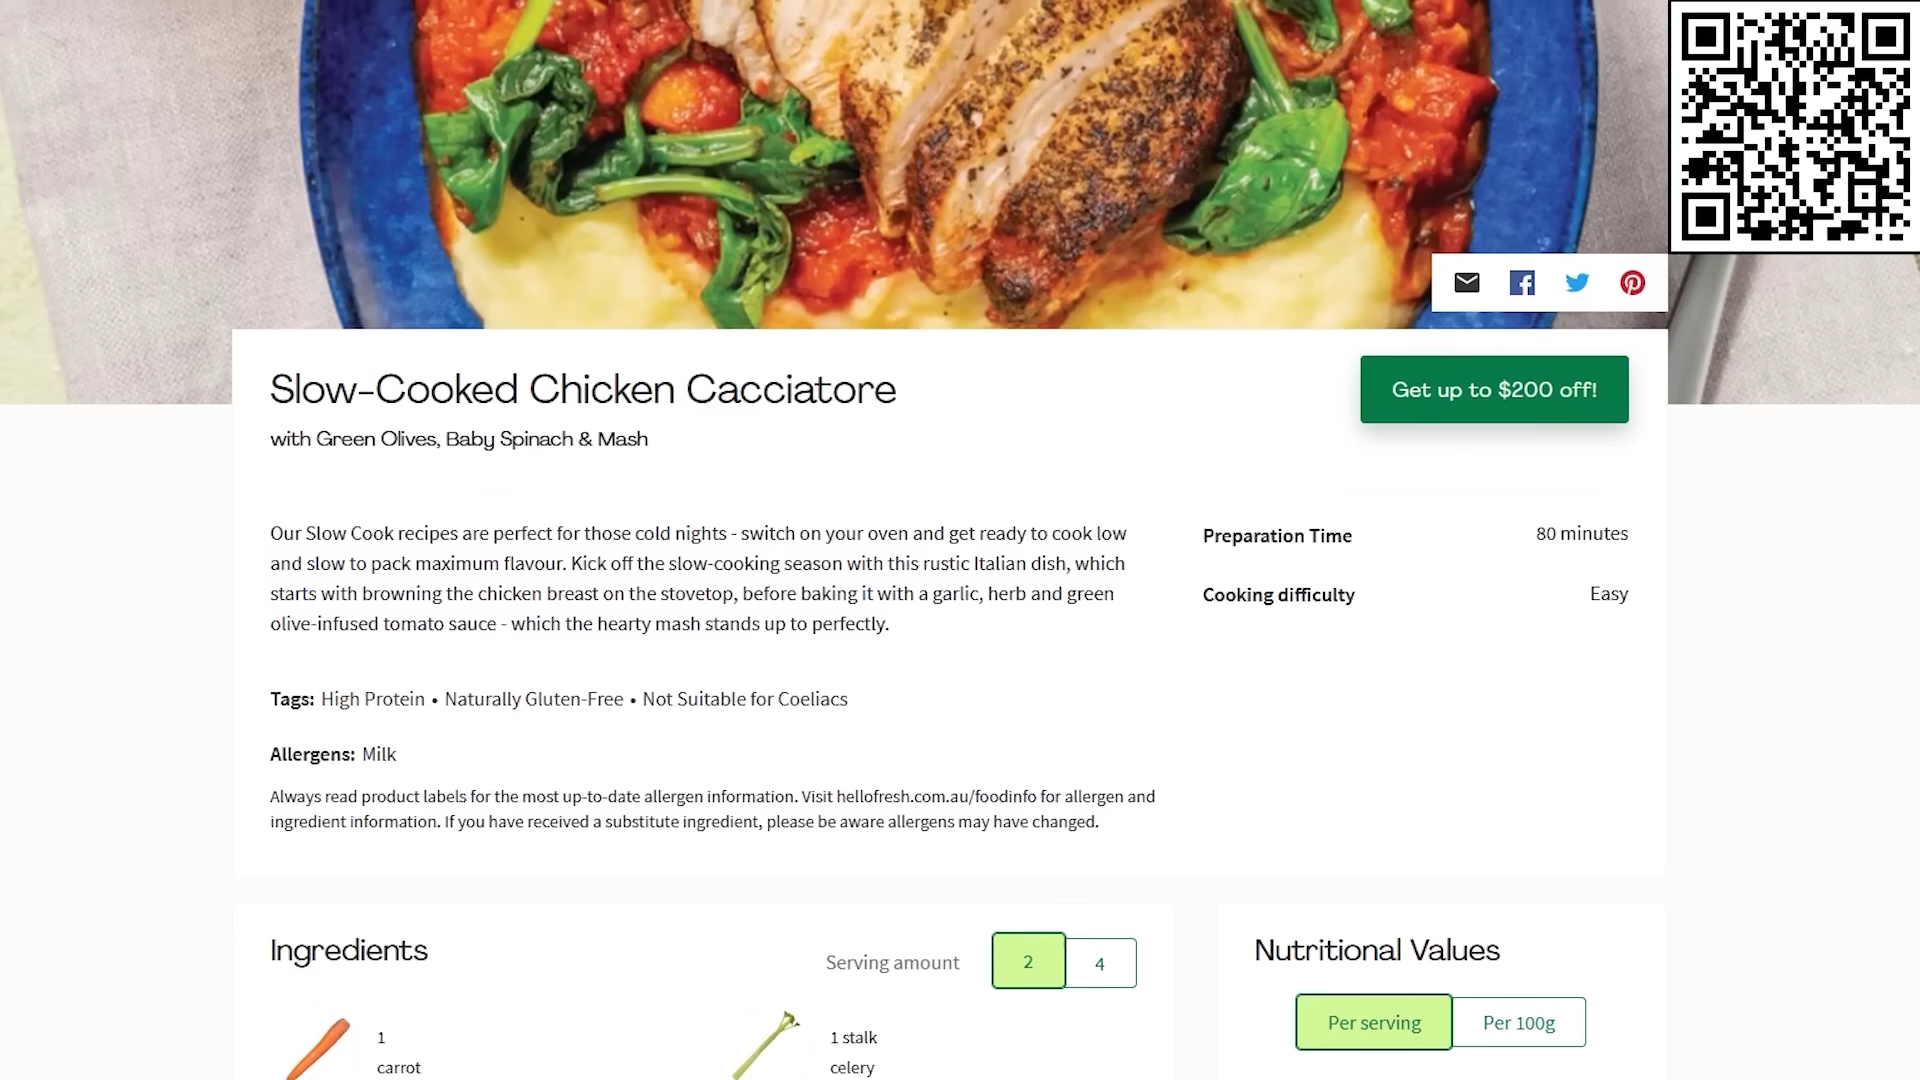 Slow-Cooked Chicken Cacciatore
Get up to $200 off!
with Green Olives, Baby Spinach & Mash
Our Slow Cook recipes are perfect for those cold nights - switch on your oven and get ready to cook low
and slow to pack maximum flavour. Kick off the slow-cooking season with this rustic Italian dish, which
starts with browning the chicken breast on the stovetop, before baking it with a garlic, herb and green
olive-infused tomato sauce - which the hearty mash stands up to perfectly.
Preparation Time 80 minutes
Cooking difficulty Easy
Tags: High Protein • Naturally Gluten-Free • Not Suitable for Coeliacs
Allergens: Milk
Always read product labels for the most up-to-date allergen information. Visit hellofresh.com.au/foodinfo for allergen and
ingredient information. If you have received a substitute ingredient, please be aware allergens may have changed.
Ingredients
Serving amount 2 4
1
carrot
1 stalk
celery
Nutritional Values
Per serving Per 100g